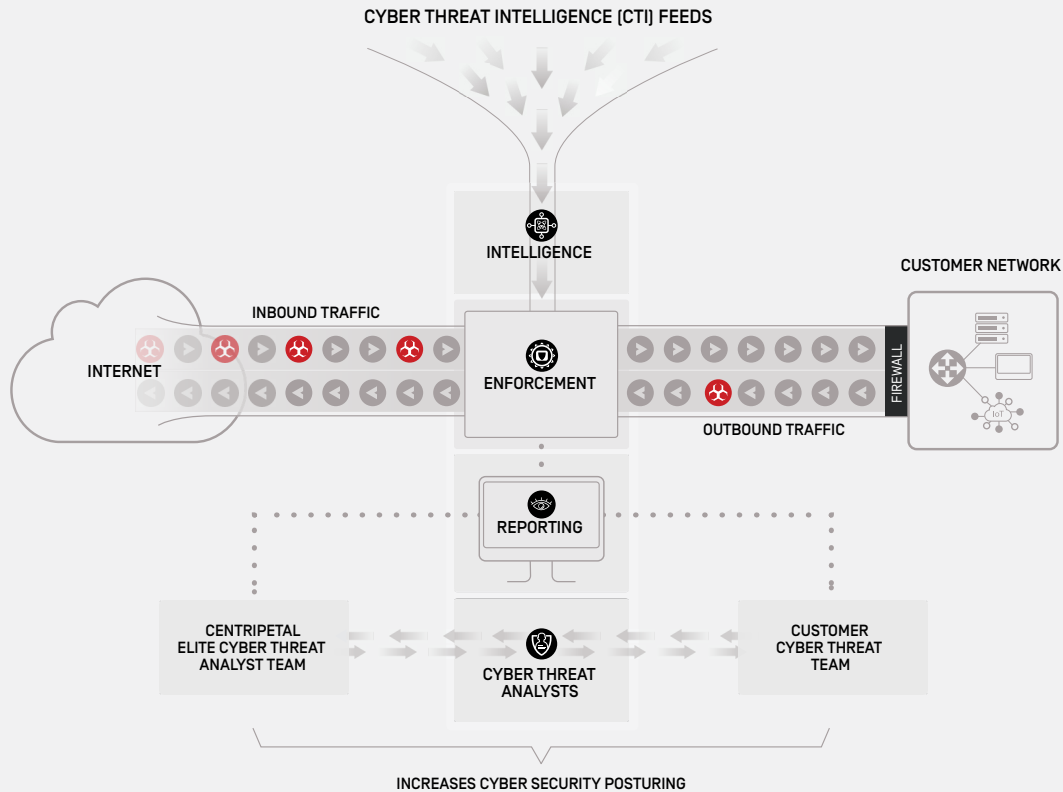 CYBER THREAT INTELLIGENCE (CTI) FEEDS
INTELLIGENCE
CUSTOMER NETWORK
INBOUND TRAFFIC
INTERNET
ENFORCEMENT
FIREWALL
IoT
OUTBOUND TRAFFIC
REPORTING
CENTRIPETAL
ELITE CYBER THREAT
ANALYST TEAM
CYBER THREAT
ANALYSTS
CUSTOMER
CYBER THREAT
TEAM
INCREASES CYBER SECURITY POSTURING